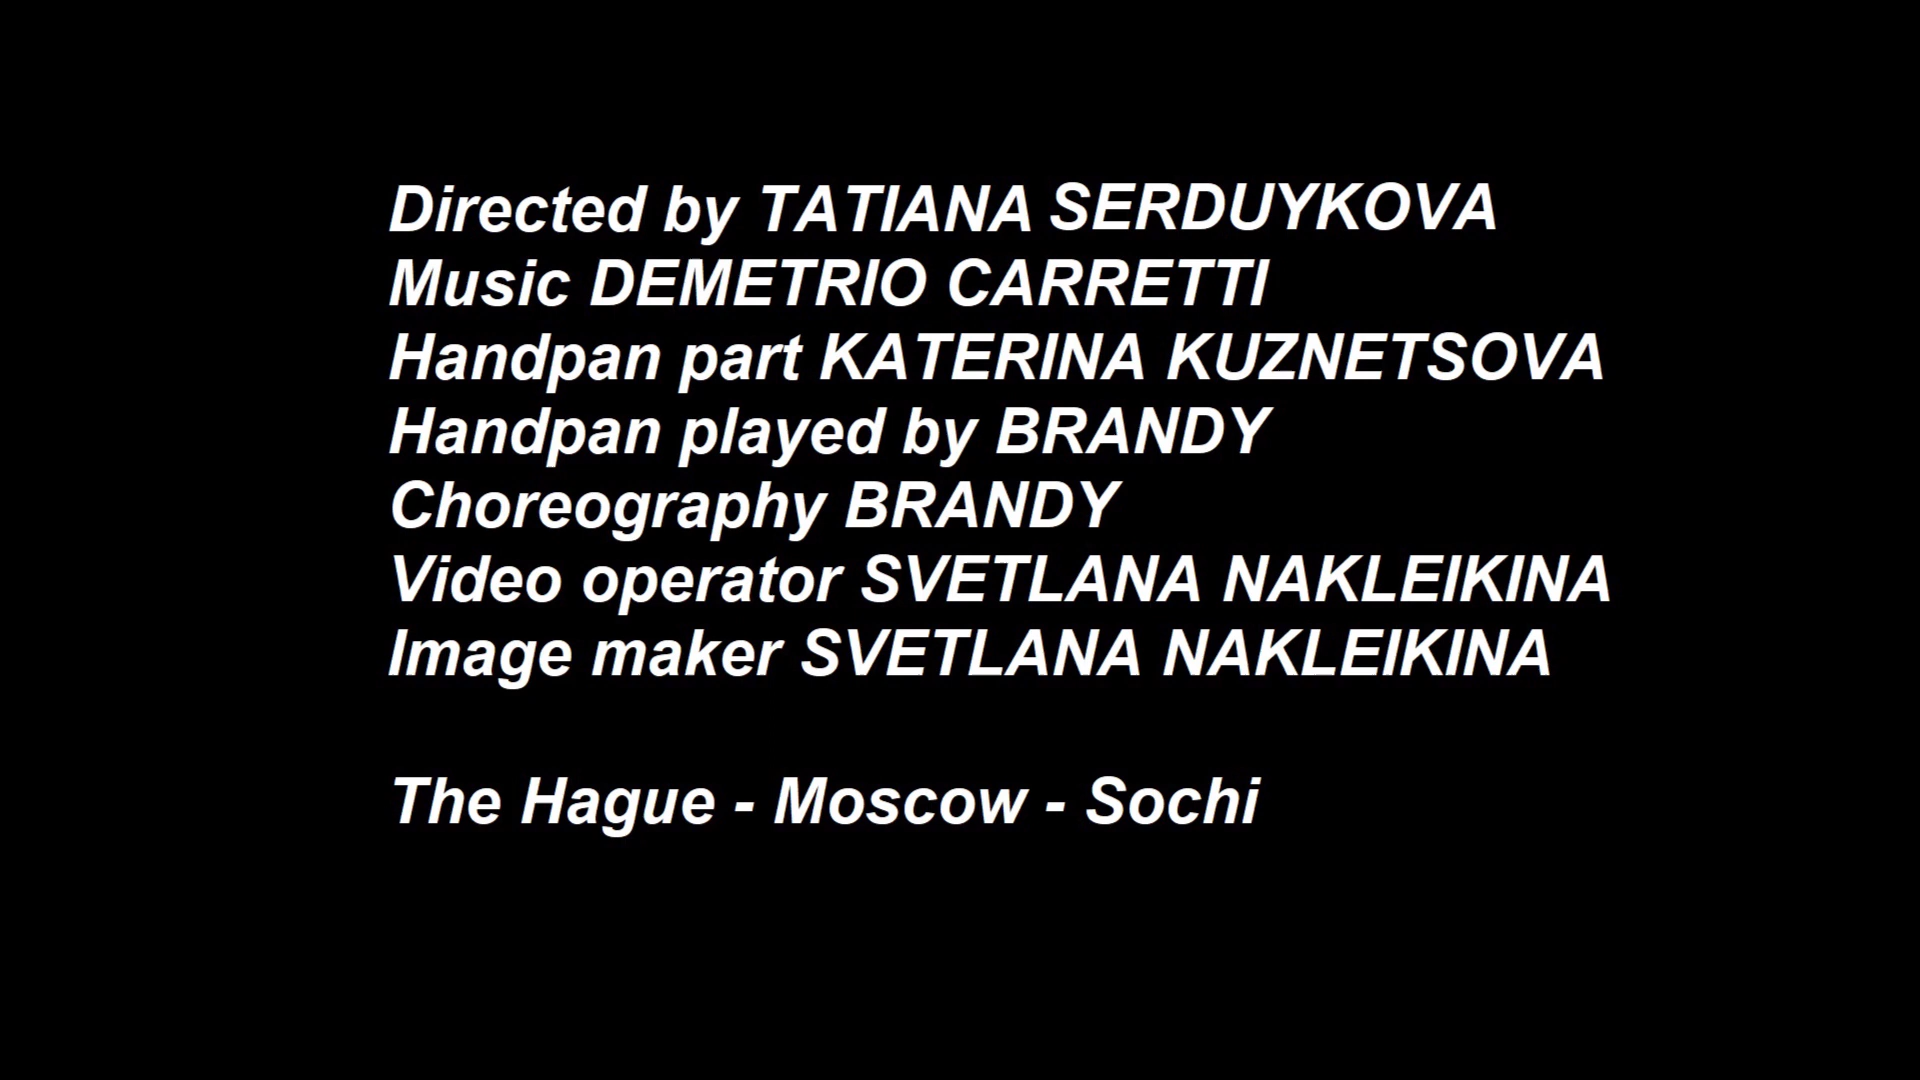 Directed by TATIANA SERDUYKOVA
Music DEMETRIO CARRETTI
Handpan part KATERINA KUZNETSOVA
Handpan played by BRANDY
Choreography BRANDY
Video operator SVETLANA NAKLEIKINA
Image maker SVETLANA NAKLEIKINA
The Hague - Moscow - Sochi